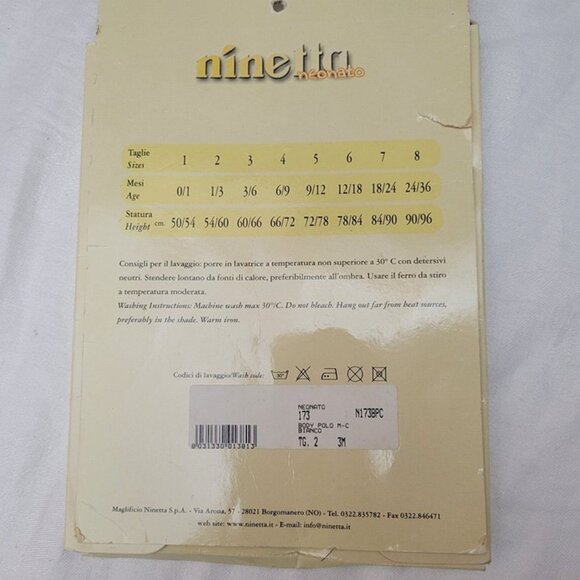 ninetta
neonato
Taglie 1 2 3 4 5 6 7 8
Sizes
Mesi 0/1 1/3 3/6 6/9 9/12 12/18 18/24 24/36
Age
Statura cm. 50/54 54/60 60/66 66/72 72/78 78/84 84/90 90/96
Height
Consigli per il lavaggio: porre in lavatrice a temperatura non superiore a 30° C con detersivi
neutri. Stendere lontano da fonti di calore, preferibilmente all'ombra. Usare il ferro da stiro
a temperatura moderata.
Washing Instructions: Machine wash max 30°/C. Do not bleach. Hang out far from heat sources,
preferably in the shade. Warm iron.
Codici di lavaggio/Wash code: 30°
NEONATO
173 N173BPC
BODY POLO M-C
BIANCO
TG. 2 3M
8 031330 013813
Maglificio Ninetta S.p.A. - Via Arona, 57 - 28021 Borgomanero (NO) - Tel. 0322.835782 - Fax 0322.846471
web site: www.ninetta.it - E-mail: info@ninetta.it